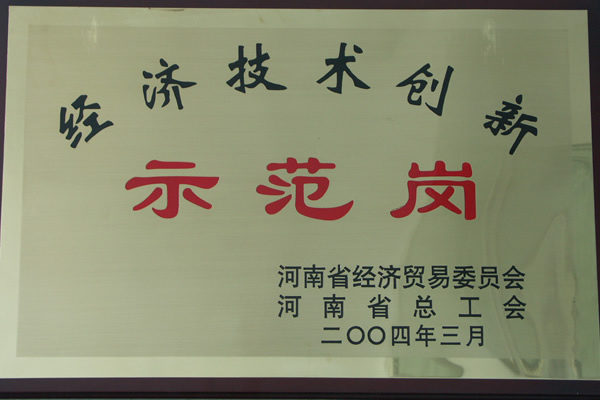 经济技术创新
示范岗
河南省经济贸易委员会
河南省总工会
二〇〇四年三月